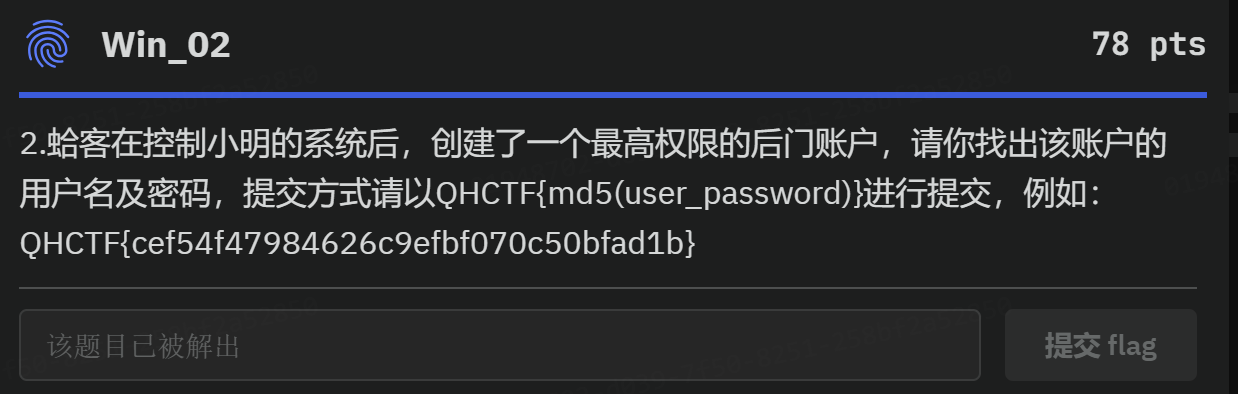 Win_02
78 pts
2.蛤客在控制小明的系统后，创建了一个最高权限的后门账户，请你找出该账户的
用户名及密码，提交方式请以QHCTF{md5(user_password)}进行提交，例如：
QHCTF{cef54f47984626c9efbf070c50bfad1b}
该题目已被解出
提交 flag